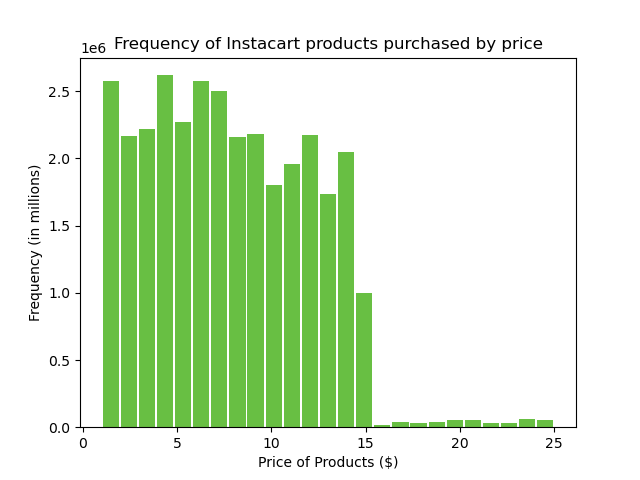 Frequency of Instacart products purchased by price
1e6
2.5
2.0
1.5
1.0
0.5
0.0
Frequency (in millions)
0 5 10 15 20 25
Price of Products ($)